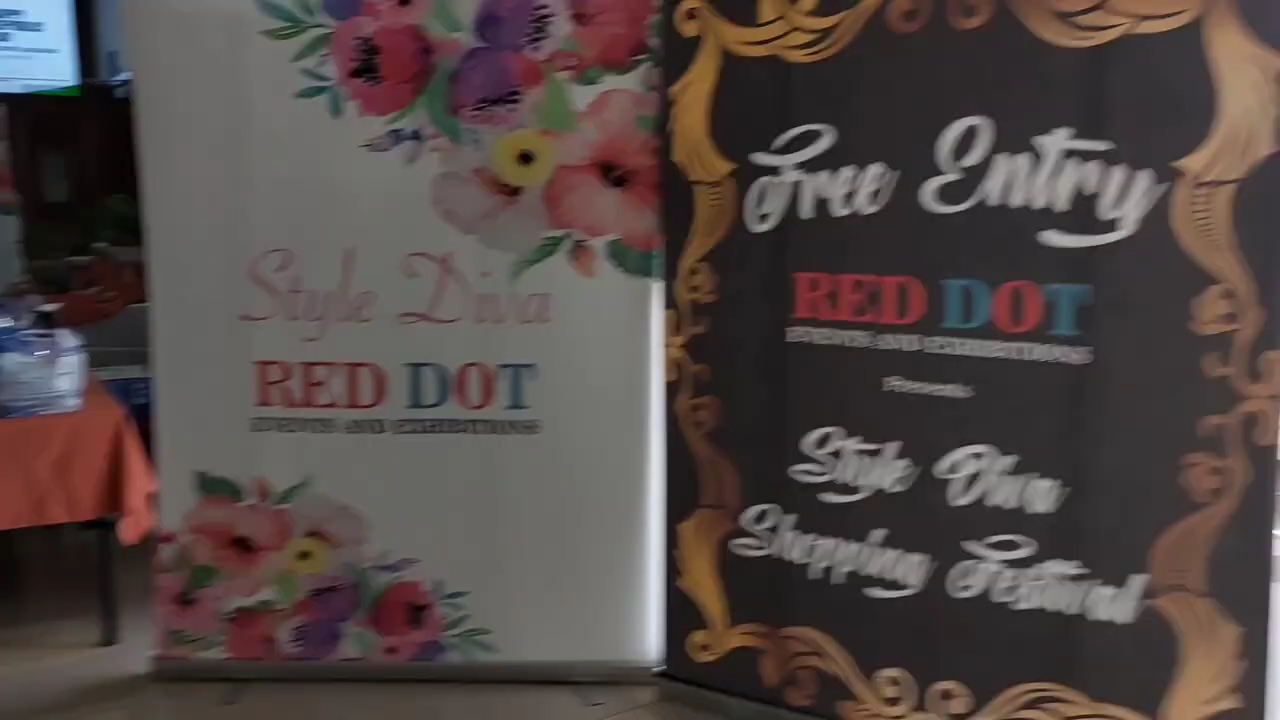 Style Diva
RED DOT
EVENTS AND EXHIBITIONS
Free Entry
RED DOT
EVENTS AND EXHIBITIONS
Presents
Style Diva
Shopping Festival